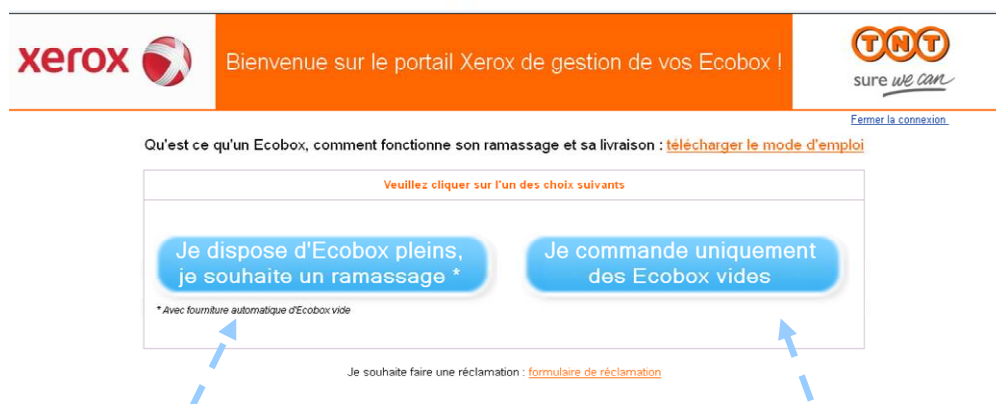 xerox
Bienvenue sur le portail Xerox de gestion de vos Ecobox !
TNT
sure we can
Fermer la connexion
Qu'est ce qu'un Ecobox, comment fonctionne son ramassage et sa livraison : télécharger le mode d'emploi
Veuillez cliquer sur l'un des choix suivants
Je dispose d'Ecobox pleins,
je souhaite un ramassage *
Je commande uniquement
des Ecobox vides
* Avec fourniture automatique d'Ecobox vide
Je souhaite faire une réclamation : formulaire de réclamation